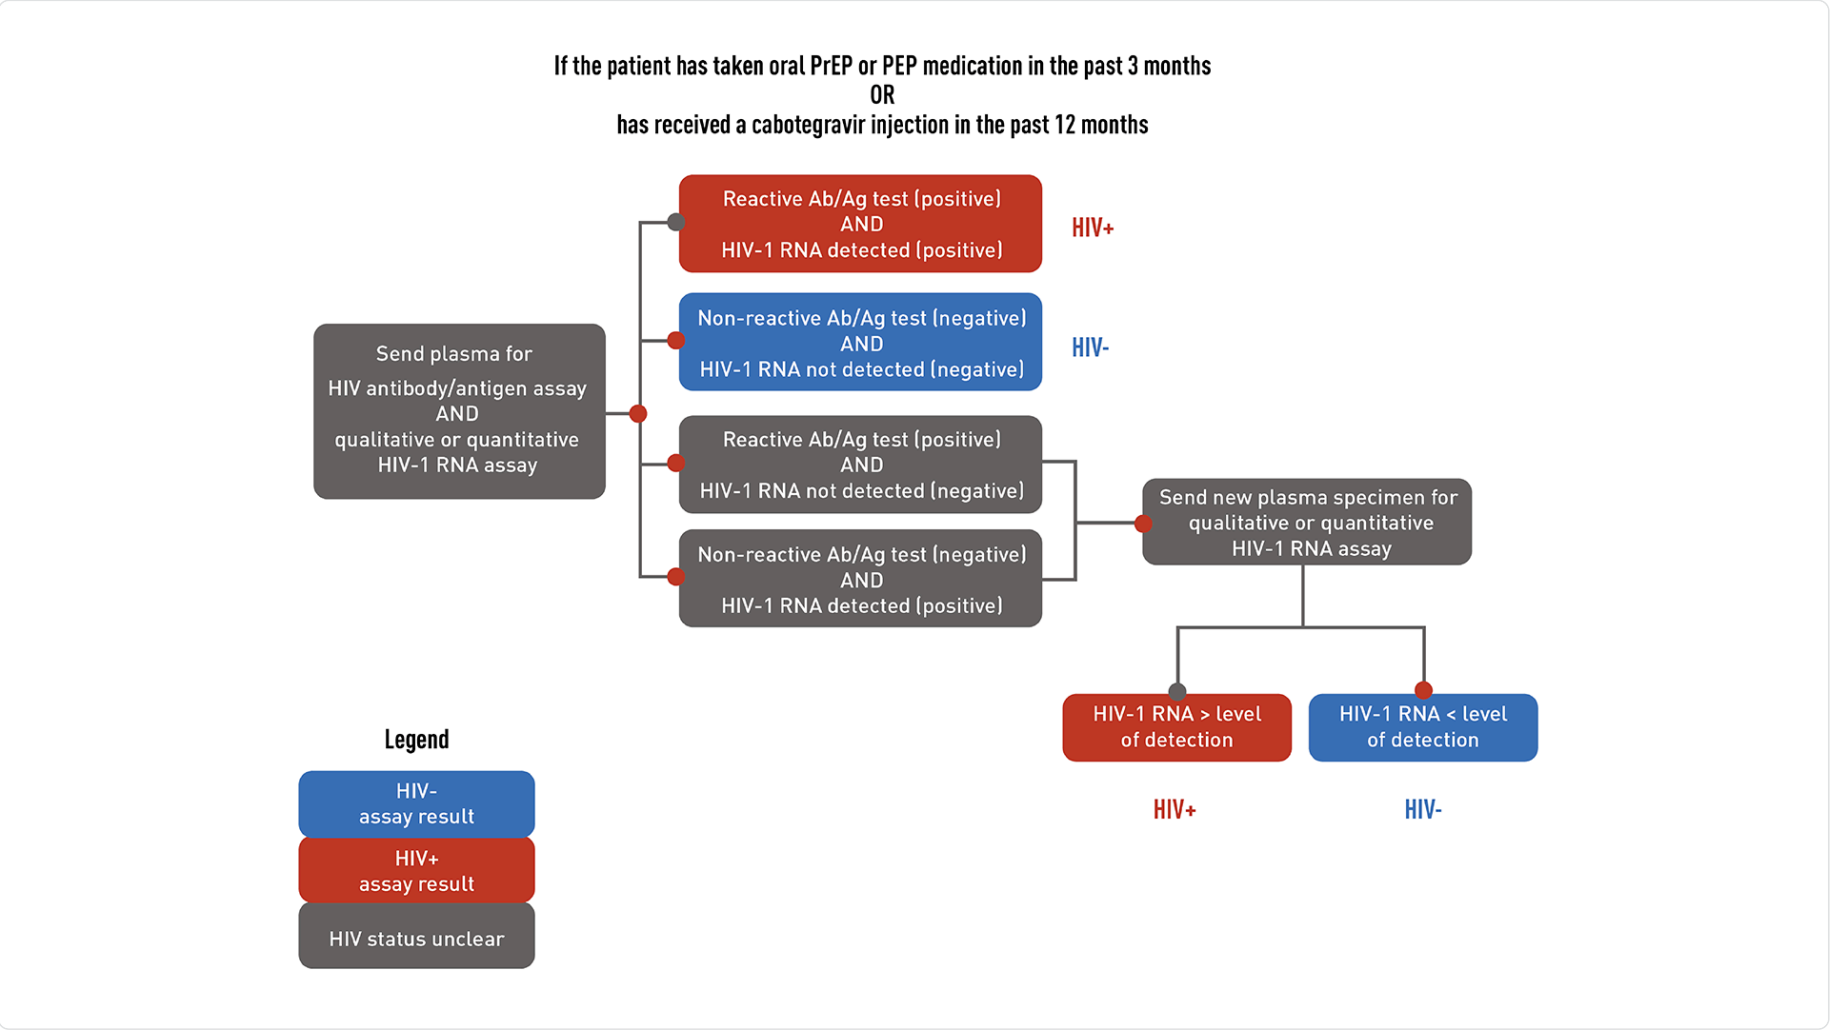 If the patient has taken oral PrEP or PEP medication in the past 3 months
OR
has received a cabotegravir injection in the past 12 months
Send plasma for
HIV antibody/antigen assay
AND
qualitative or quantitative
HIV-1 RNA assay
Reactive Ab/Ag test (positive)
AND
HIV-1 RNA detected (positive)
HIV+
Non-reactive Ab/Ag test (negative)
AND
HIV-1 RNA not detected (negative)
HIV-
Reactive Ab/Ag test (positive)
AND
HIV-1 RNA not detected (negative)
Non-reactive Ab/Ag test (negative)
AND
HIV-1 RNA detected (positive)
Send new plasma specimen for
qualitative or quantitative
HIV-1 RNA assay
HIV-1 RNA > level
of detection
HIV+
HIV-1 RNA < level
of detection
HIV-
Legend
HIV-
assay result
HIV+
assay result
HIV status unclear